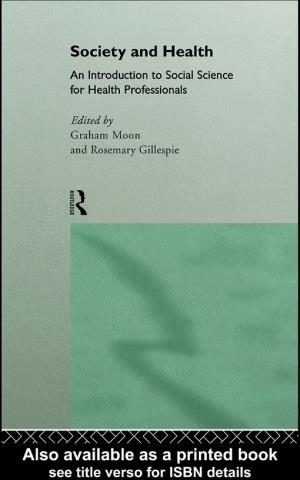 Society and Health
An Introduction to Social Science
for Health Professionals
Edited by
Graham Moon
and Rosemary Gillespie
ROUTLEDGE
Also available as a printed book
see title verso for ISBN details